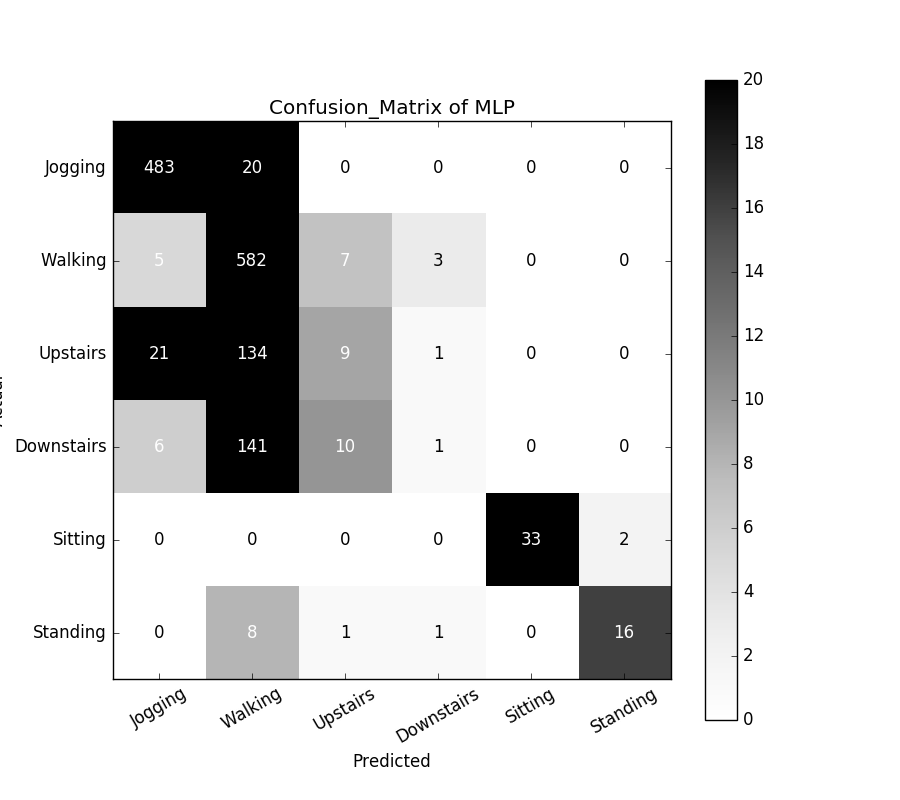 Confusion_Matrix of MLP
Jogging 483 20 0 0 0 0
Walking 5 582 7 3 0 0
Upstairs 21 134 9 1 0 0
Downstairs 6 141 10 1 0 0
Sitting 0 0 0 0 33 2
Standing 0 8 1 1 0 16
Jogging Walking Upstairs Downstairs Sitting Standing
Predicted
20
18
16
14
12
10
8
6
4
2
0